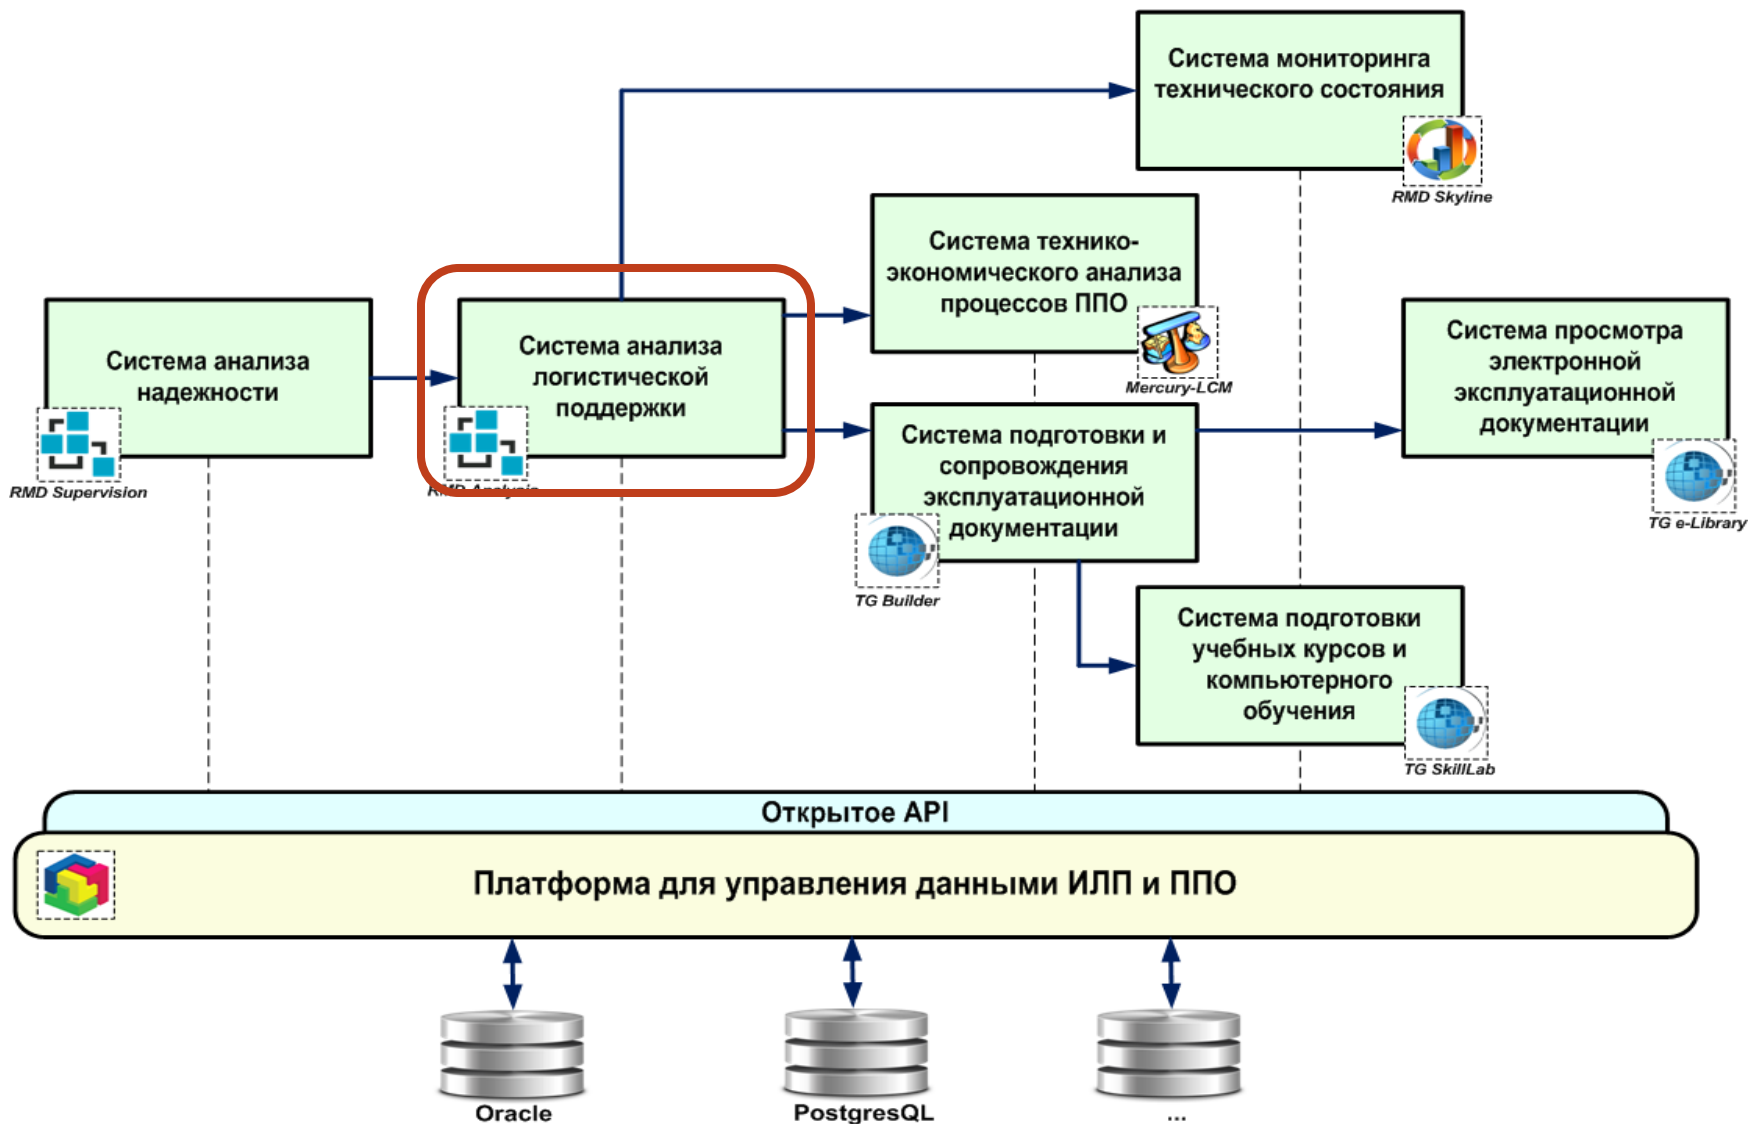 Система мониторинга
технического состояния
RMD Skyline
Система технико-
экономического анализа
процессов ППО
Mercury-LCM
Система анализа
надежности
RMD Supervision
Система анализа
логистической
поддержки
RMD Analysis
Система подготовки и
сопровождения
эксплуатационной
документации
TG Builder
Система просмотра
электронной
эксплуатационной
документации
TG e-Library
Система подготовки
учебных курсов и
компьютерного
обучения
TG SkillLab
Открытое API
Платформа для управления данными ИЛП и ППО
Oracle
PostgresQL
...